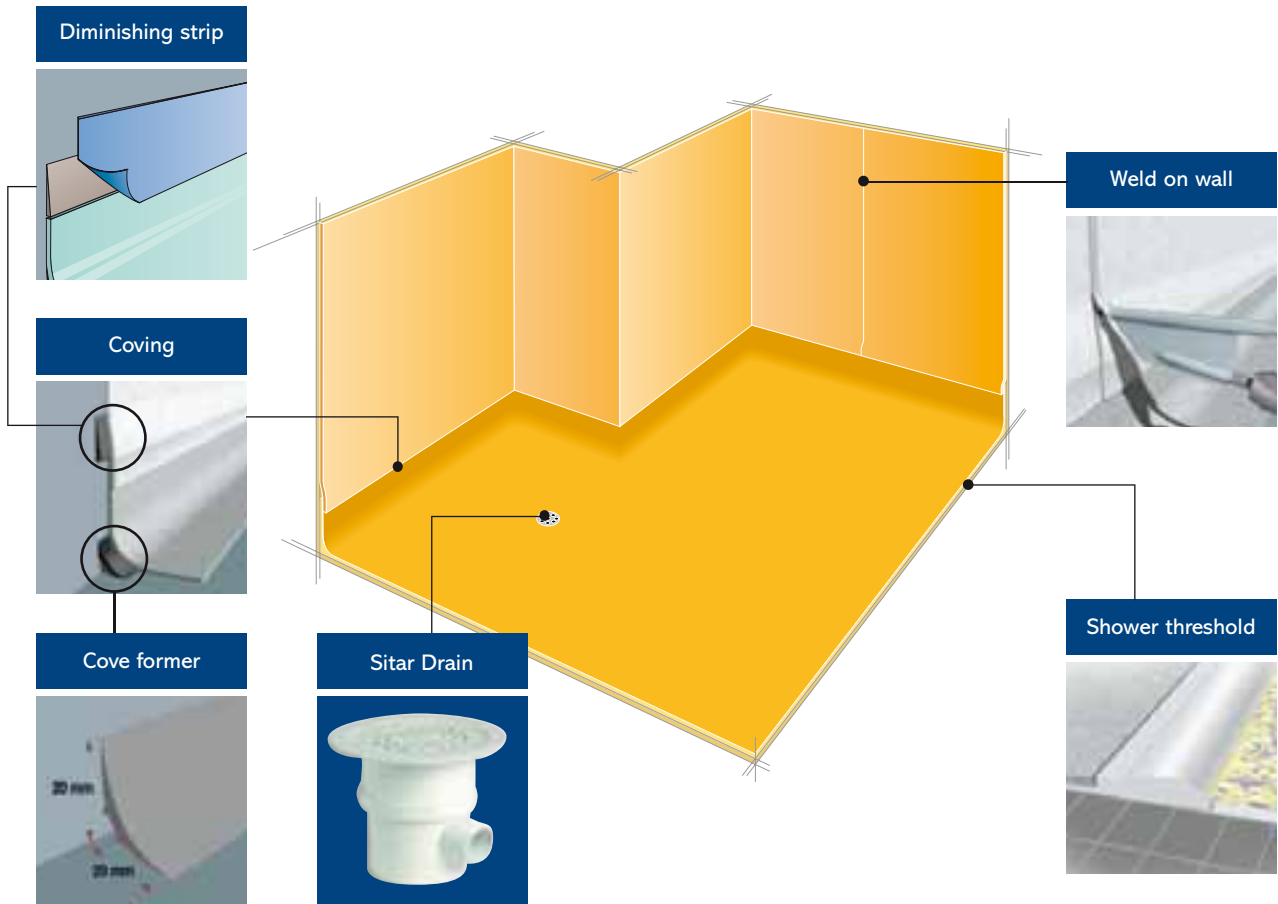 Diminishing strip
Weld on wall
Coving
Shower threshold
Cove former
Sitar Drain
20 mm
20 mm